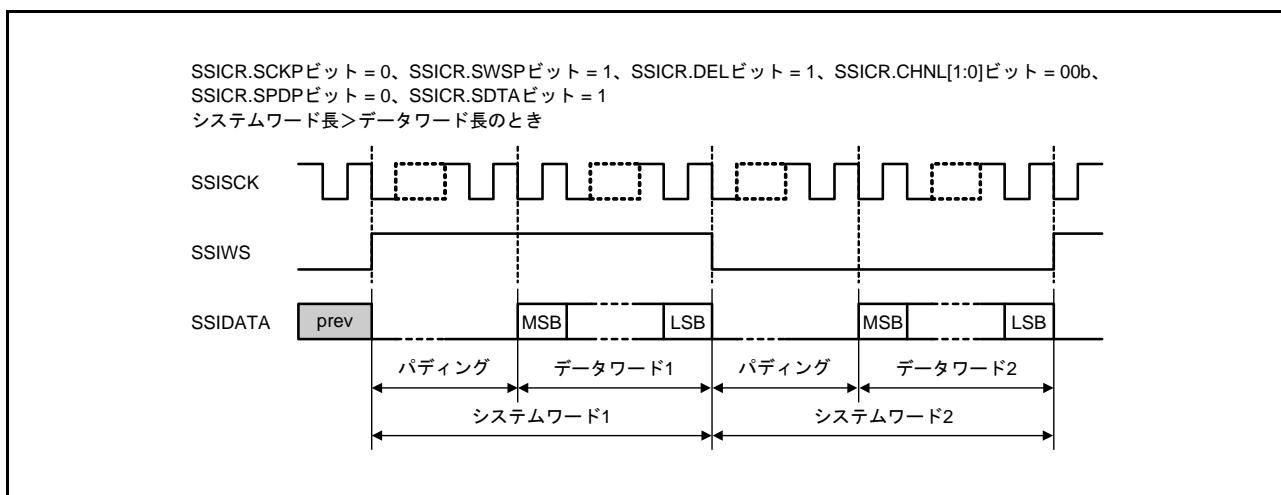 SSICR.SCKPビット = 0、SSICR.SWSPビット = 1、SSICR.DELビット = 1、SSICR.CHNL[1:0]ビット = 00b、
SSICR.SPDPビット = 0、SSICR.SDTAビット = 1
システムワード長＞データワード長のとき
SSISCK
SSIWS
SSIDATA prev MSB LSB MSB LSB
パディング データワード1 パディング データワード2
システムワード1 システムワード2